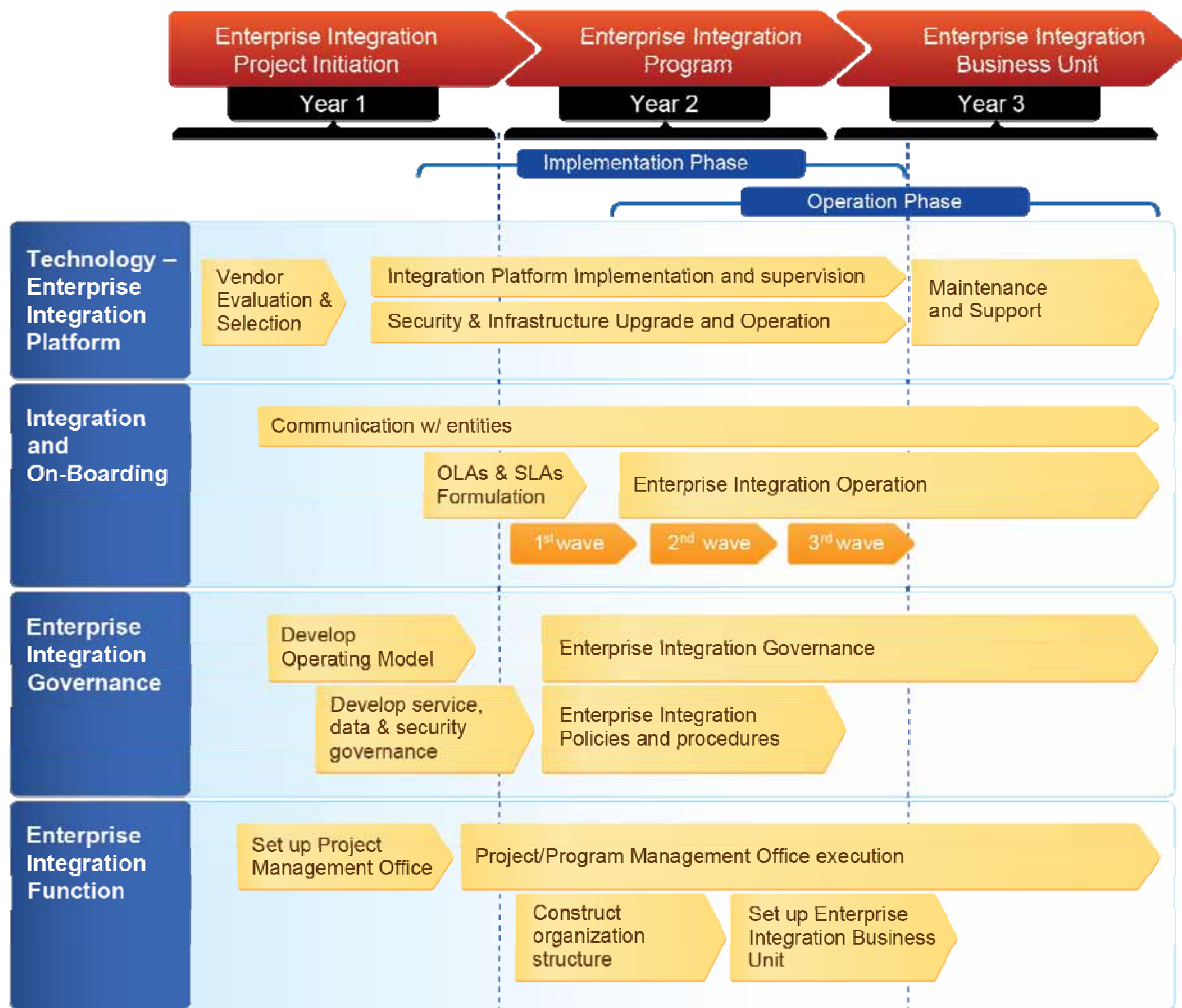 Enterprise Integration
Project Initiation
Enterprise Integration
Program
Enterprise Integration
Business Unit
Year 1
Year 2
Year 3
Implementation Phase
Operation Phase
Technology –
Enterprise
Integration
Platform
Vendor
Evaluation &
Selection
Integration Platform Implementation and supervision
Security & Infrastructure Upgrade and Operation
Maintenance
and Support
Integration
and
On-Boarding
Communication w/ entities
OLAs & SLAs
Formulation
Enterprise Integration Operation
1st wave
2nd wave
3rd wave
Enterprise
Integration
Governance
Develop
Operating Model
Enterprise Integration Governance
Develop service,
data & security
governance
Enterprise Integration
Policies and procedures
Enterprise
Integration
Function
Set up Project
Management Office
Project/Program Management Office execution
Construct
organization
structure
Set up Enterprise
Integration Business
Unit